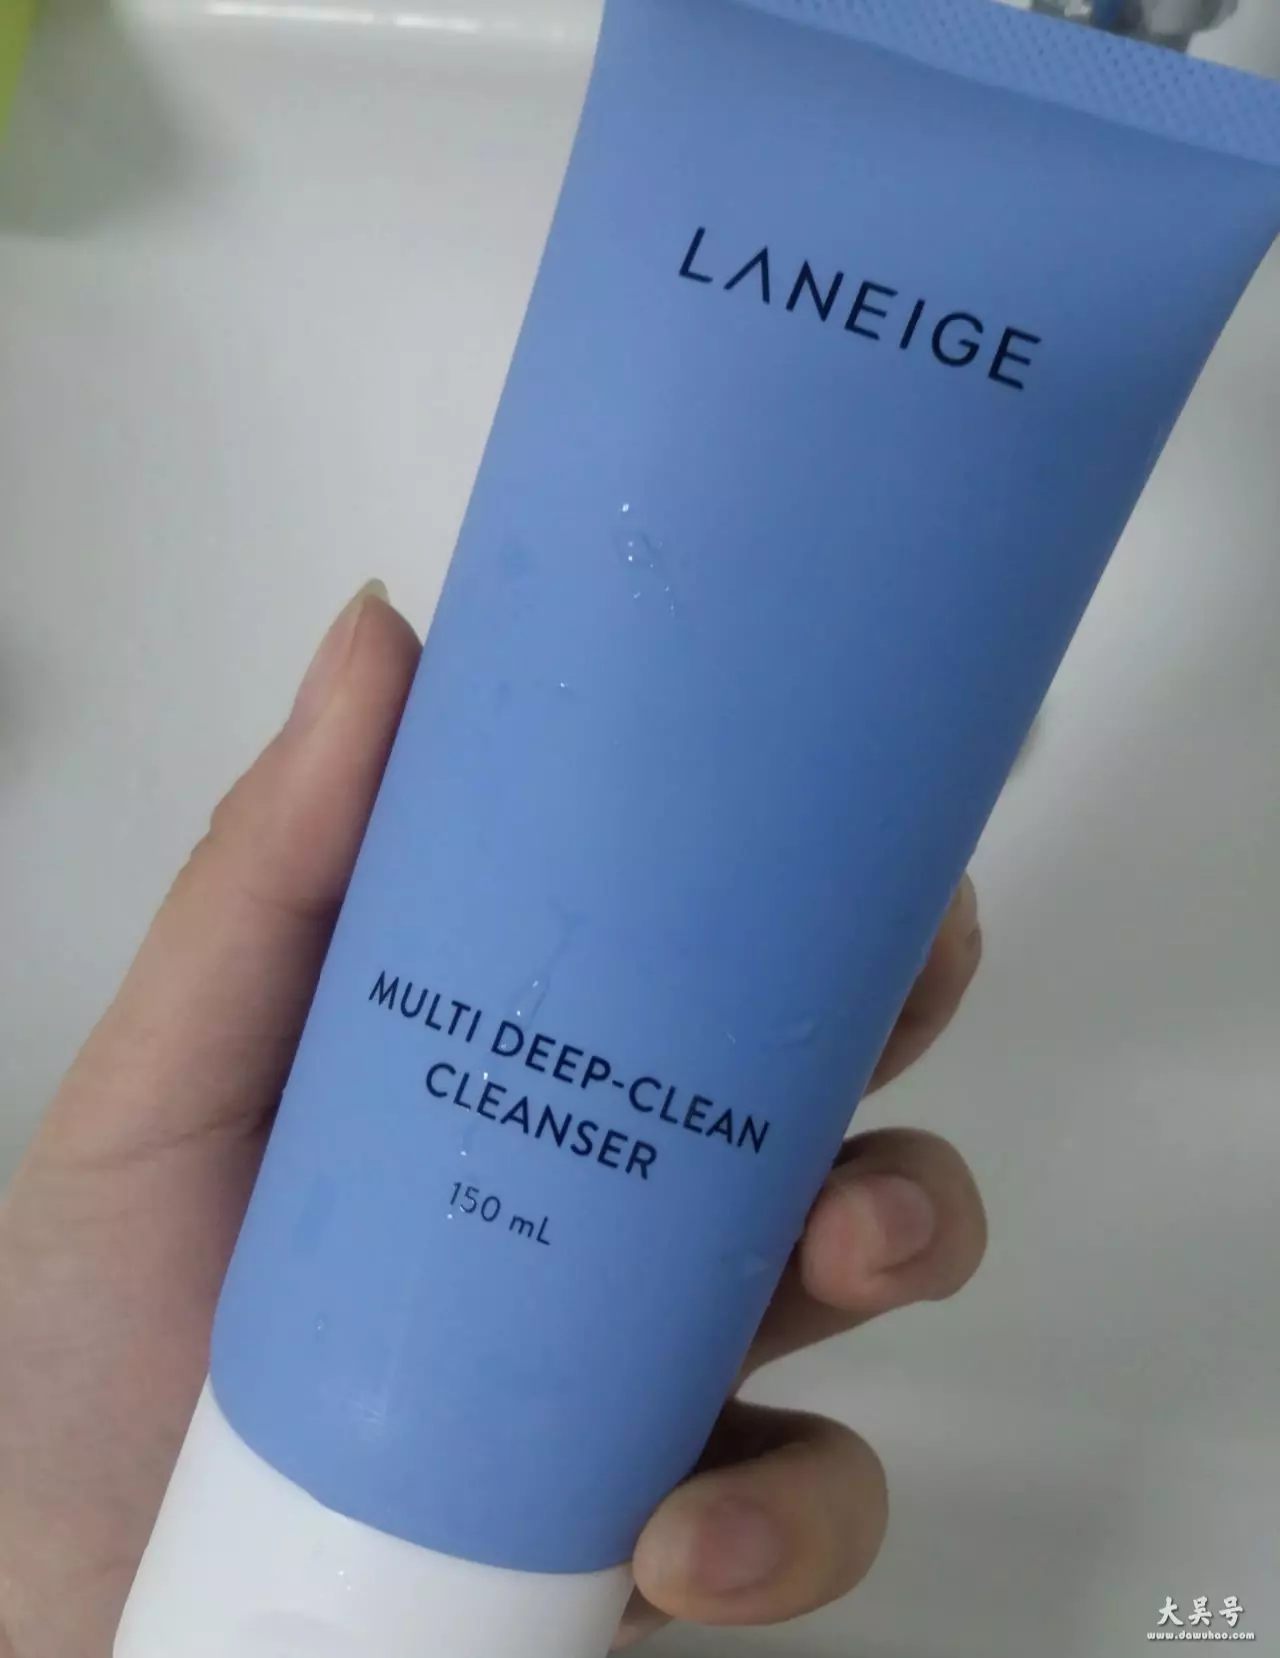 LANEIGE
MULTI DEEP-CLEAN
CLEANSER
150 mL
大吴号
www.dawuhao.com